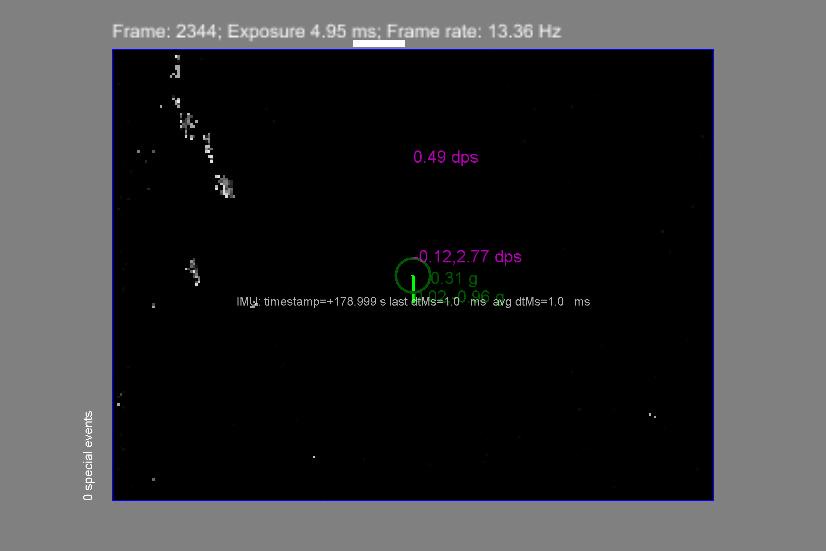 Frame: 2344; Exposure 4.95 ms; Frame rate: 13.36 Hz
0.49 dps
-0.12,2.77 dps
0.31 g
0.96 g
IMU: timestamp=+178.999 s last dtMs=1.0 ms avg dtMs=1.0 ms
0 special events